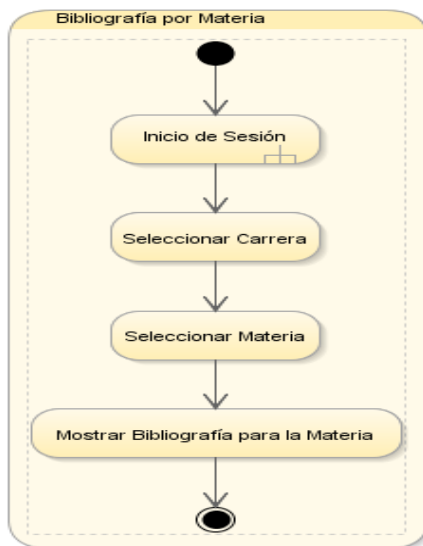 Bibliografía por Materia
Inicio de Sesión
Seleccionar Carrera
Seleccionar Materia
Mostrar Bibliografía para la Materia